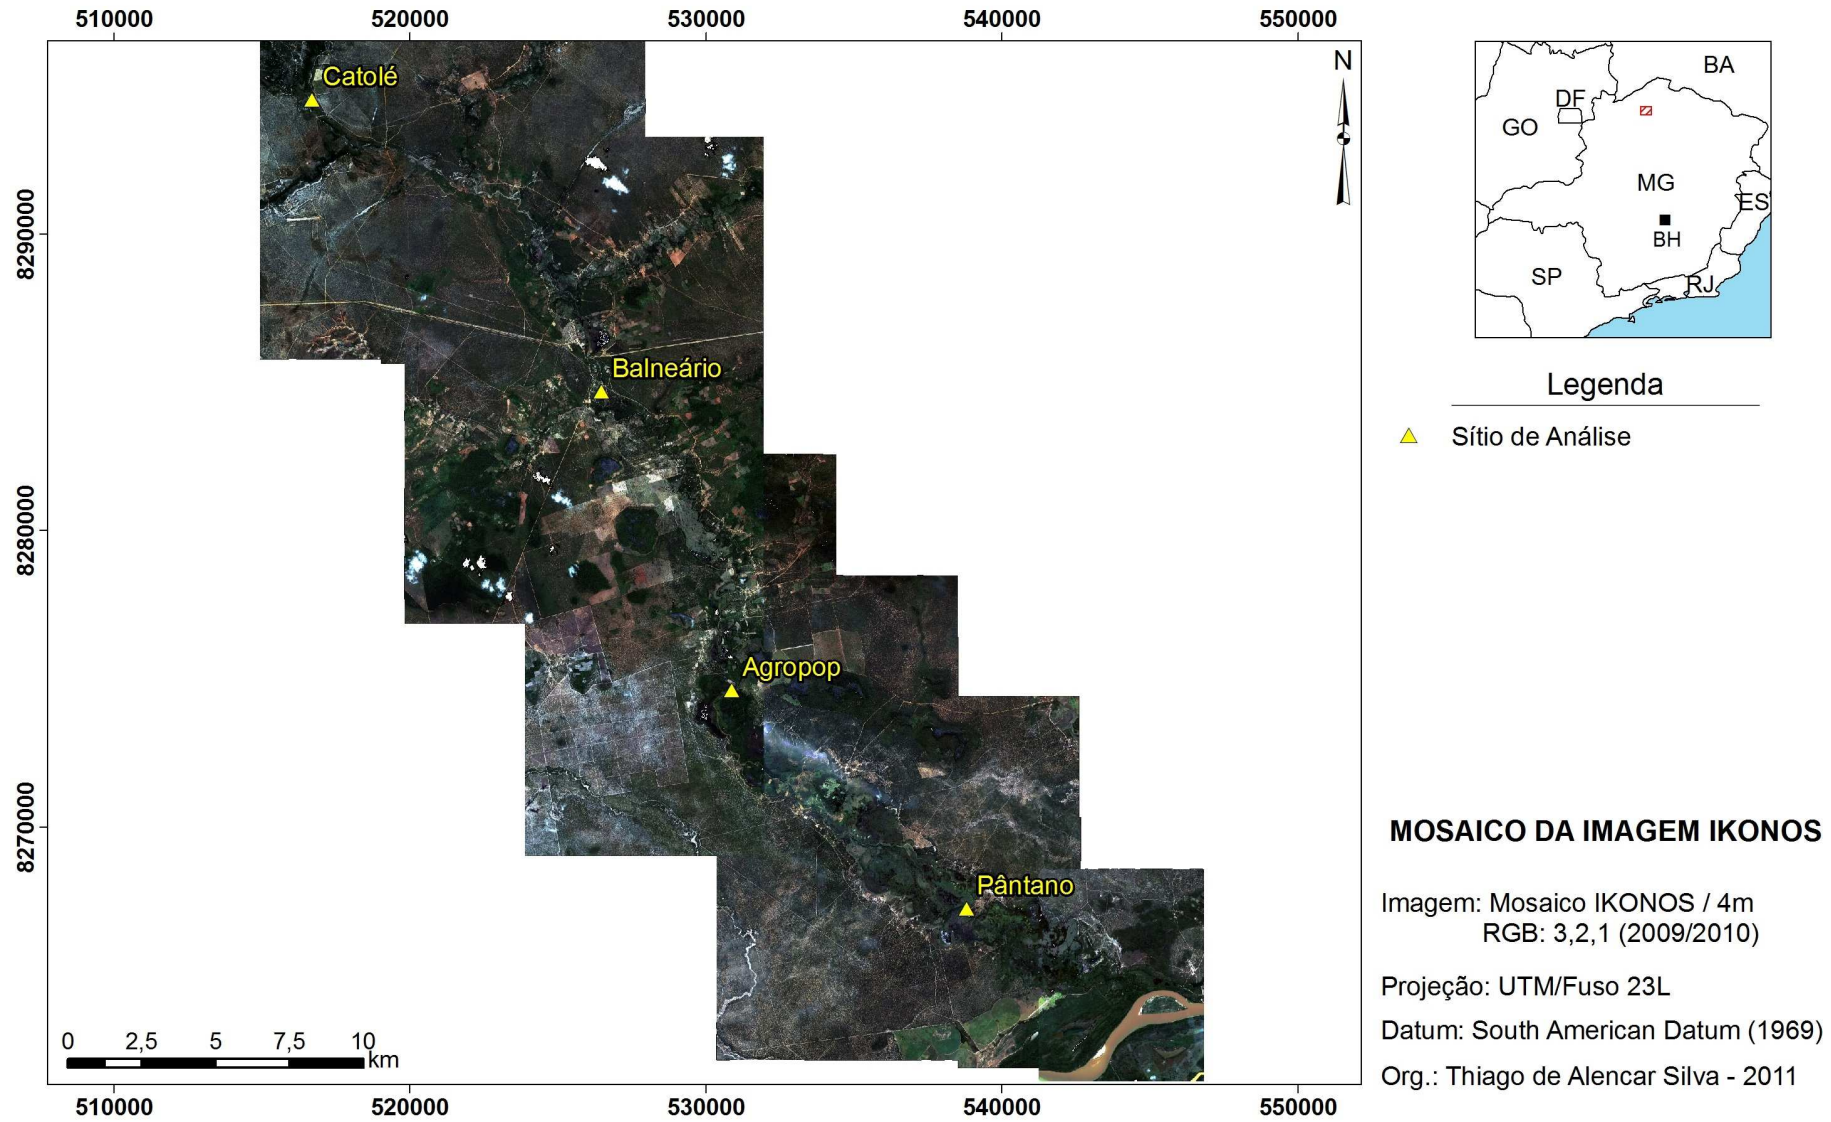 510000 520000 530000 540000 550000
N
Catolé
8290000
Balneário
8280000
Agropop
8270000
Pântano
0 2,5 5 7,5 10
km
510000 520000 530000 540000 550000
BA
DF
GO
MG
ES
BH
SP
RJ
Legenda
Sítio de Análise
MOSAICO DA IMAGEM IKONOS
Imagem: Mosaico IKONOS / 4m
RGB: 3,2,1 (2009/2010)
Projeção: UTM/Fuso 23L
Datum: South American Datum (1969)
Org.: Thiago de Alencar Silva - 2011